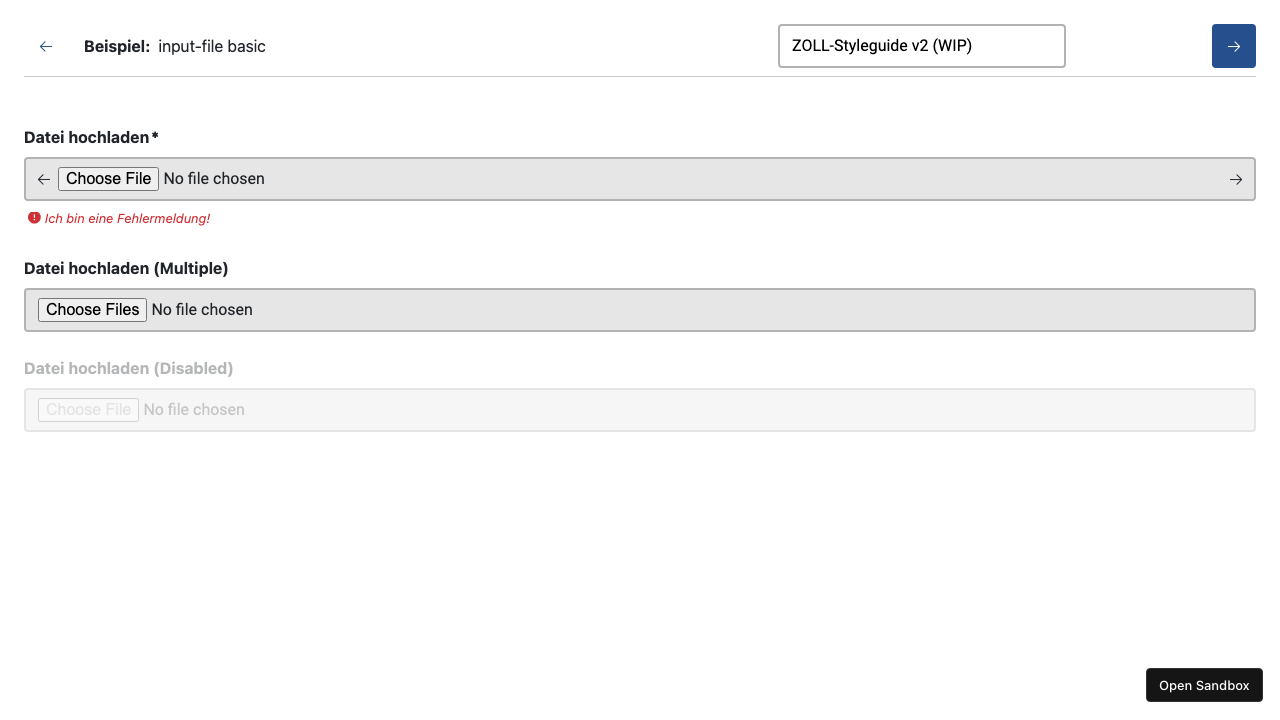 Beispiel: input-file basic
ZOLL-Styleguide v2 (WIP)
Datei hochladen*
Choose File No file chosen
Ich bin eine Fehlermeldung!
Datei hochladen (Multiple)
Choose Files No file chosen
Datei hochladen (Disabled)
Choose File No file chosen
Open Sandbox